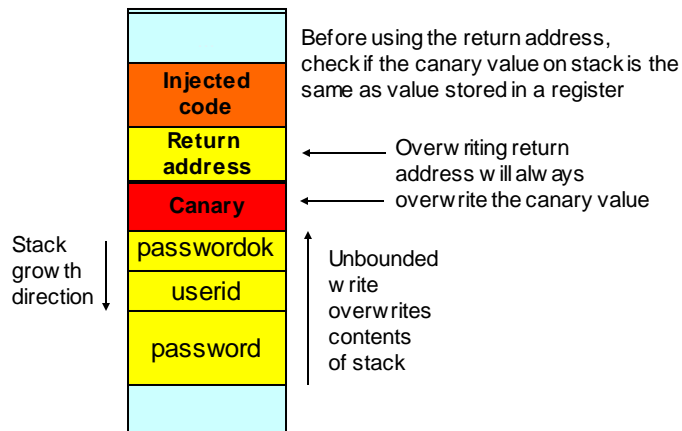 Before using the return address,
check if the canary value on stack is the
same as value stored in a register
Injected
code
Return
address
Overwriting return
address will always
overwrite the canary value
Canary
Stack
growth
direction
passwordok
userid
password
Unbounded
write
overwrites
contents
of stack